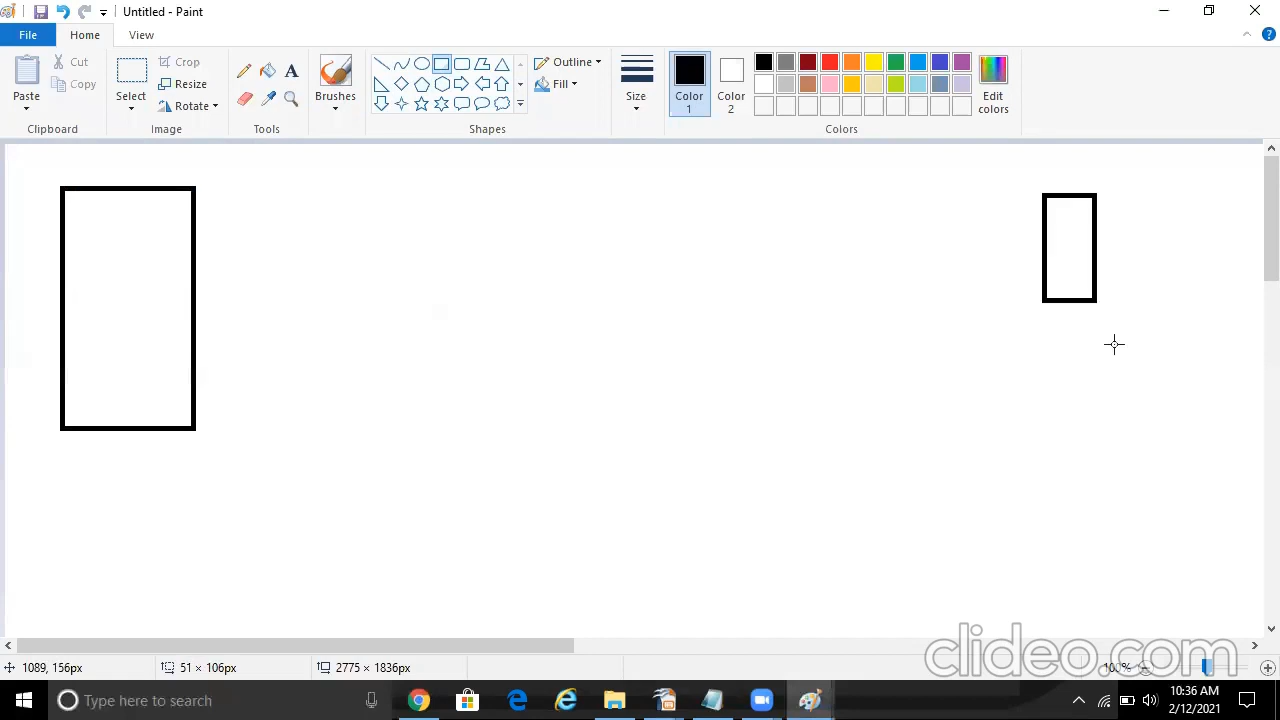 Untitled - Paint
File Home View
Paste
Cut
Copy
Clipboard
Select
Crop
Resize
Rotate
Image
A
Tools
Brushes
Outline
Fill
Shapes
Size
Color 1
Color 2
Edit colors
Colors
clideo.com
1089, 156px 51 × 106px 2775 × 1836px 100%
Type here to search
10:36 AM
2/12/2021